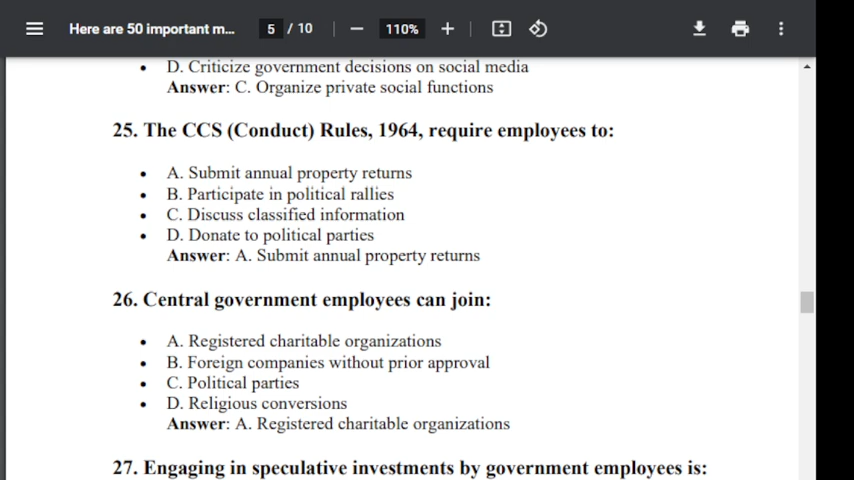 Here are 50 important m... 5 / 10 110%
D. Criticize government decisions on social media
Answer: C. Organize private social functions
25. The CCS (Conduct) Rules, 1964, require employees to:
A. Submit annual property returns
B. Participate in political rallies
C. Discuss classified information
D. Donate to political parties
Answer: A. Submit annual property returns
26. Central government employees can join:
A. Registered charitable organizations
B. Foreign companies without prior approval
C. Political parties
D. Religious conversions
Answer: A. Registered charitable organizations
27. Engaging in speculative investments by government employees is: